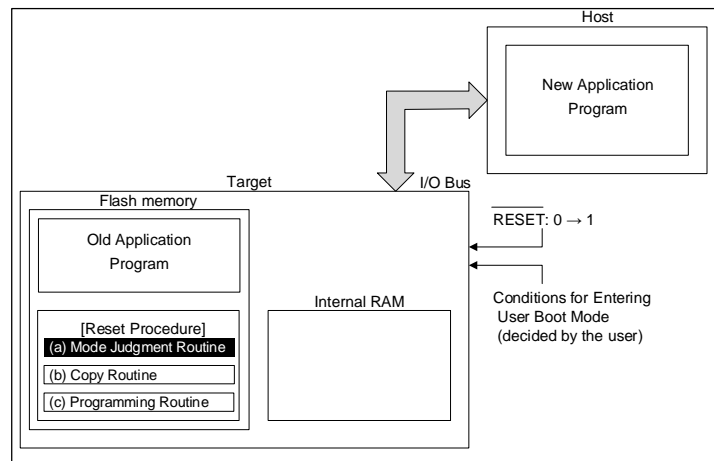 Host
New Application
Program
Target
I/O Bus
Flash memory
Old Application
Program
RESET: 0 → 1
Internal RAM
Conditions for Entering
User Boot Mode
(decided by the user)
[Reset Procedure]
(a) Mode Judgment Routine
(b) Copy Routine
(c) Programming Routine